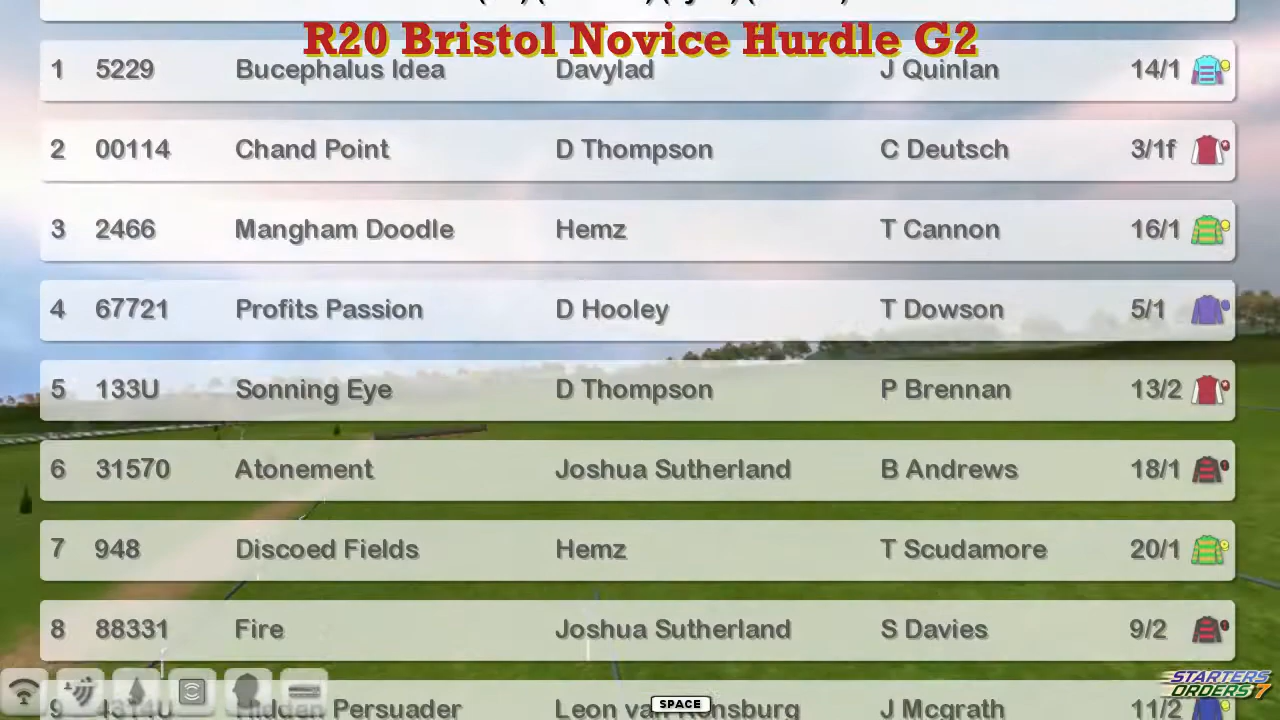 R20 Bristol Novice Hurdle G2
1 5229 Bucephalus Idea Davylad J Quinlan 14/1
2 00114 Chand Point D Thompson C Deutsch 3/1f
3 2466 Mangham Doodle Hemz T Cannon 16/1
4 67721 Profits Passion D Hooley T Dowson 5/1
5 133U Sonning Eye D Thompson P Brennan 13/2
6 31570 Atonement Joshua Sutherland B Andrews 18/1
7 948 Discoed Fields Hemz T Scudamore 20/1
8 88331 Fire Joshua Sutherland S Davies 9/2
9 4314U Hidden Persuader Leon J Mcgrath 11/2
SPACE
STARTERS
ORDERS 7